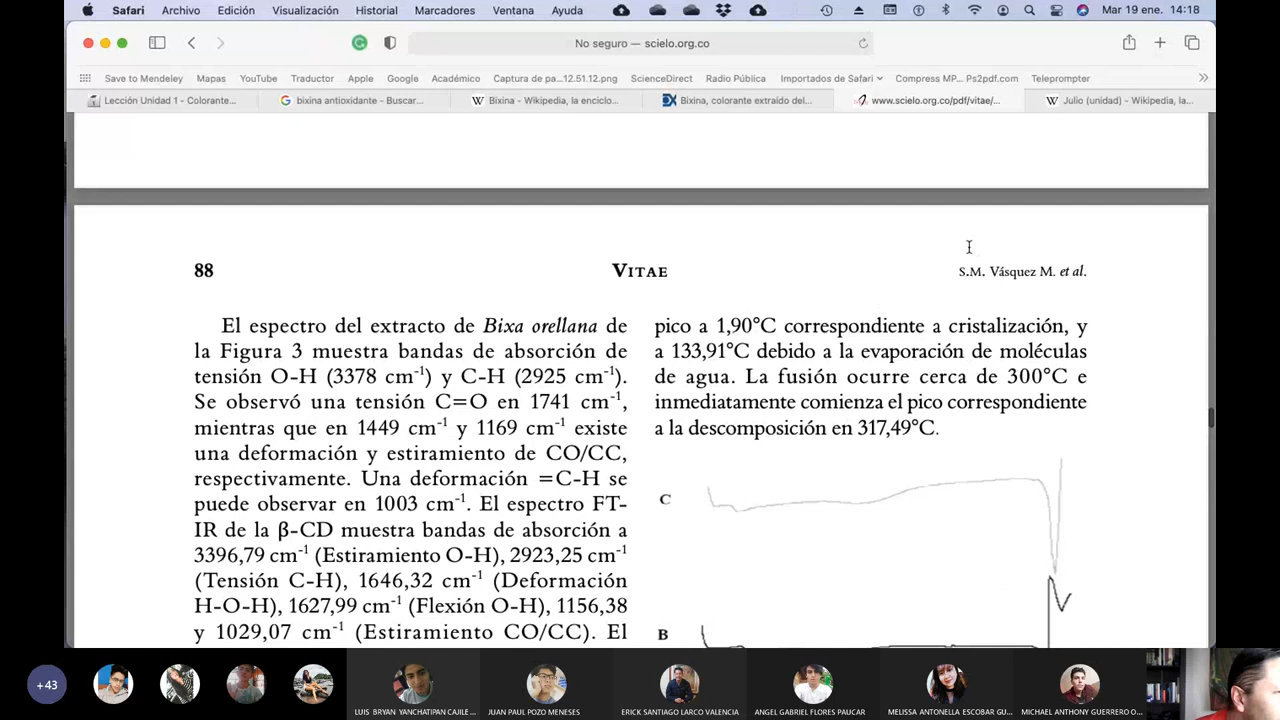 Safari Archivo Edición Visualización Historial Marcadores Ventana Ayuda Mar 19 ene. 14:18
No seguro — scielo.org.co
Save to Mendeley Mapas YouTube Traductor Apple Google Académico Captura de pa...12.51.12.png ScienceDirect Radio Pública Importados de Safari Compress MP... Ps2pdf.com Teleprompter
Lección Unidad 1 - Colorante... bixina antioxidante - Buscar... Bixina - Wikipedia, la enciclo... Bixina, colorante extraído del... www.scielo.org.co/pdf/vitae/... Julio (unidad) - Wikipedia, la...
88 VITAE S.M. Vásquez M. et al.
El espectro del extracto de Bixa orellana de
la Figura 3 muestra bandas de absorción de
tensión O-H (3378 cm⁻¹) y C-H (2925 cm⁻¹).
Se observó una tensión C=O en 1741 cm⁻¹,
mientras que en 1449 cm⁻¹ y 1169 cm⁻¹ existe
una deformación y estiramiento de CO/CC,
respectivamente. Una deformación =C-H se
puede observar en 1003 cm⁻¹. El espectro FT-
IR de la β-CD muestra bandas de absorción a
3396,79 cm⁻¹ (Estiramiento O-H), 2923,25 cm⁻¹
(Tensión C-H), 1646,32 cm⁻¹ (Deformación
H-O-H), 1627,99 cm⁻¹ (Flexión O-H), 1156,38
y 1029,07 cm⁻¹ (Estiramiento CO/CC). El
pico a 1,90°C correspondiente a cristalización, y
a 133,91°C debido a la evaporación de moléculas
de agua. La fusión ocurre cerca de 300°C e
inmediatamente comienza el pico correspondiente
a la descomposición en 317,49°C.
C
B
+43
LUIS BRYAN YANCHATIPAN CAJILE...
JUAN PAUL POZO MENESES
ERICK SANTIAGO LARCO VALENCIA
ANGEL GABRIEL FLORES PAUCAR
MELISSA ANTONELLA ESCOBAR GU...
MICHAEL ANTHONY GUERRERO O...